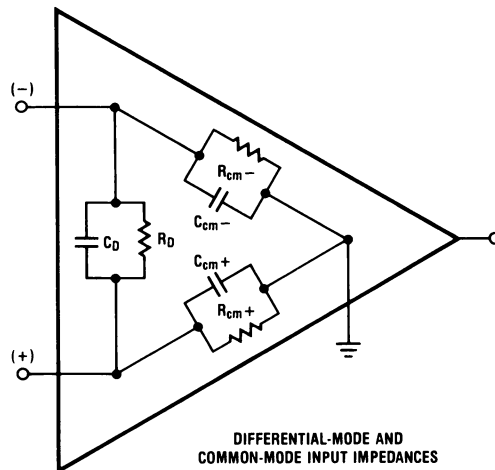 (-)
Rcm-
Ccm-
CD
RD
Ccm+
Rcm+
(+)
DIFFERENTIAL-MODE AND
COMMON-MODE INPUT IMPEDANCES